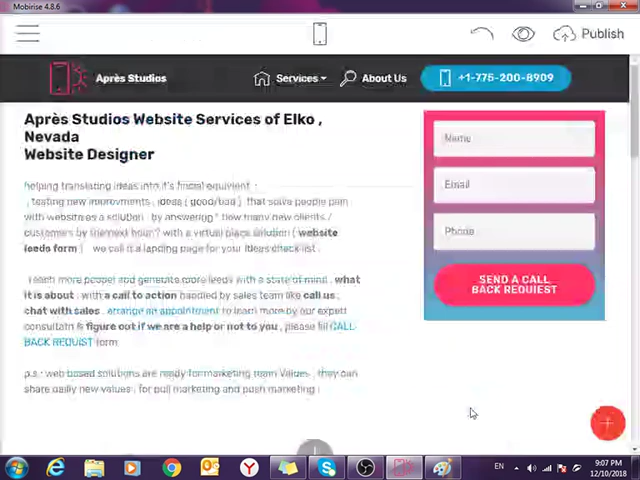 Mobirise 4.8.6
Publish
Après Studios
Services
About Us
+1-775-200-8909
Après Studios Website Services of Elko ,
Nevada
Website Designer
Name
Email
Phone
SEND A CALL
BACK REQUIEST
helping translating ideas into it's finacial equivlent .
, testing new improvments , ideas ( good/bad ) that solve people pain
with website as a solution , by answering " how many new clients /
customers by the next hour? with a virtual place solution ( website
leeds form ) we call it a landing page for your Ideas check list .
learn more people and generate more leeds with a state of mind , what
it is about , with a call to action handled by sales team like call us ,
chat with sales , arrange an appointment to learn more by our expert
consultatn & figure out if we are a help or not to you , please fill CALL
BACK REQUIST form
p.s : web based solutions are ready for marketing team Values , they can
share daily new values , for pull marketing and push marketing
EN
9:07 PM
12/10/2018